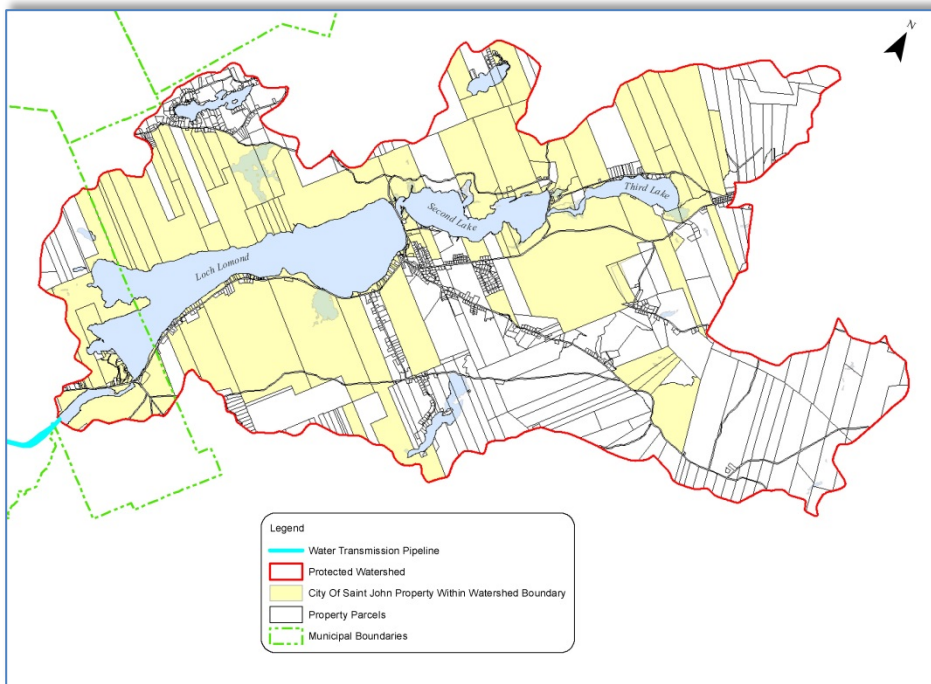 N
Third Lake
Second Lake
Loch Lomond
Legend
Water Transmission Pipeline
Protected Watershed
City Of Saint John Property Within Watershed Boundary
Property Parcels
Municipal Boundaries